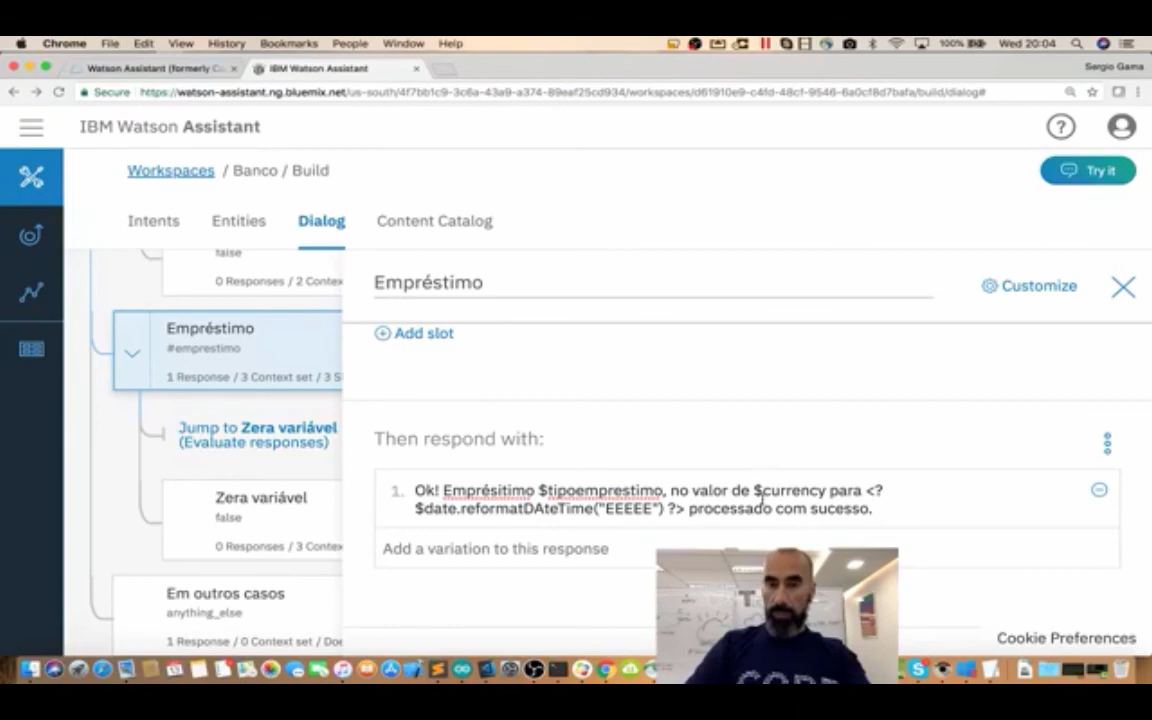 Chrome File Edit View History Bookmarks People Window Help
100% Wed 20:04
Watson Assistant (formerly Co
IBM Watson Assistant
Sergio Gama
Secure https://watson-assistant.ng.bluemix.net/us-south/4f7bb1c9-3c6a-43a9-a374-89eaf25cd934/workspaces/d61910e9-c4fd-48cf-9546-6a0cf8d7bafa/build/dialog#
IBM Watson Assistant
Workspaces / Banco / Build
Try it
Intents Entities Dialog Content Catalog
false
0 Responses / 2 Contex
Empréstimo
Customize
Add slot
Empréstimo
#emprestimo
1 Response / 3 Context set / 3 S
Jump to Zera variável
(Evaluate responses)
Then respond with:
1. Ok! Emprésitimo $tipoemprestimo, no valor de $currency para <?
$date.reformatDAteTime("EEEEE") ?> processado com sucesso.
Add a variation to this response
Zera variável
false
0 Responses / 3 Contex
Em outros casos
anything_else
1 Response / 0 Context set / Doe
Cookie Preferences
CODE